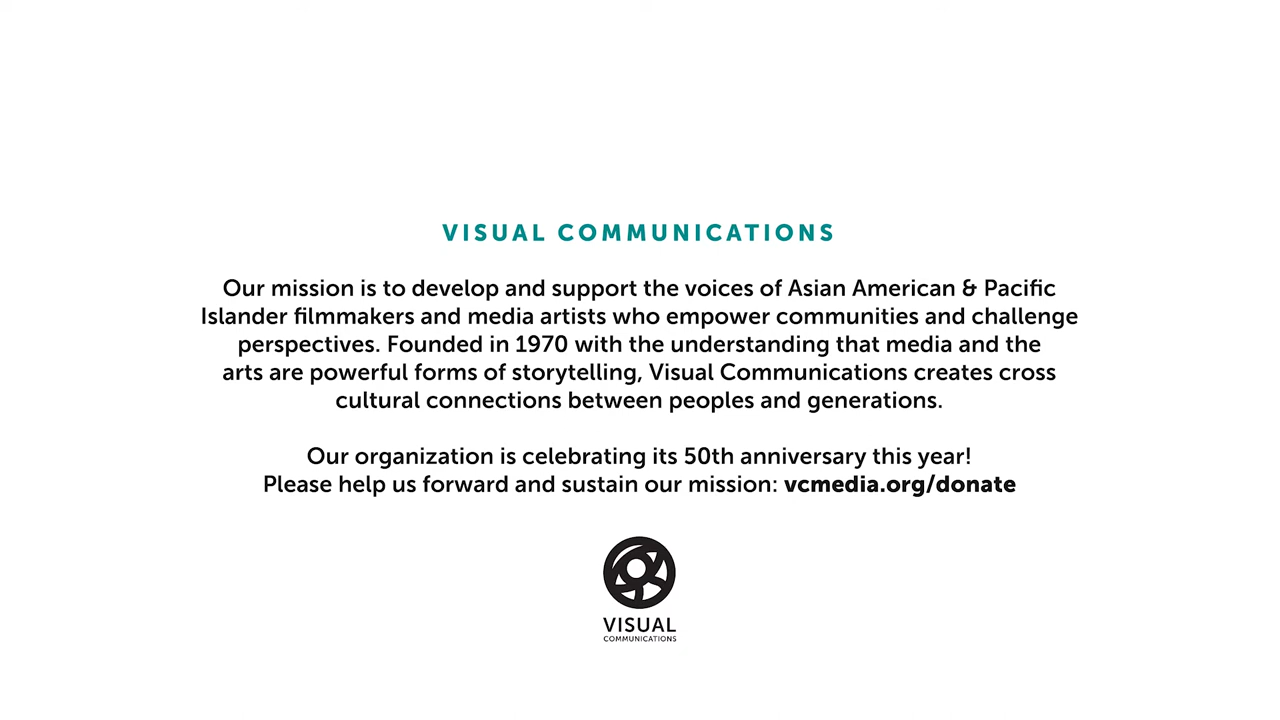 VISUAL COMMUNICATIONS
Our mission is to develop and support the voices of Asian American & Pacific
Islander filmmakers and media artists who empower communities and challenge
perspectives. Founded in 1970 with the understanding that media and the
arts are powerful forms of storytelling, Visual Communications creates cross
cultural connections between peoples and generations.
Our organization is celebrating its 50th anniversary this year!
Please help us forward and sustain our mission: vcmedia.org/donate
VISUAL
COMMUNICATIONS